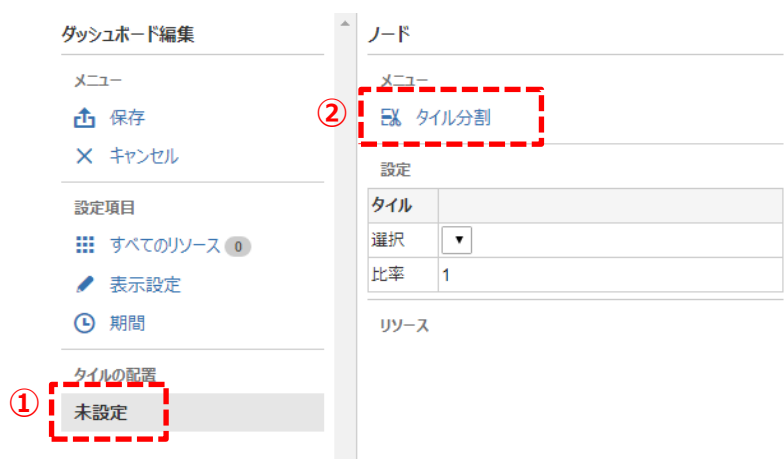 ダッシュボード編集
メニュー
保存
キャンセル
設定項目
すべてのリソース 0
表示設定
期間
タイルの配置
① 未設定
ノード
メニュー
② タイル分割
設定
タイル
選択 ▼
比率 1
リソース